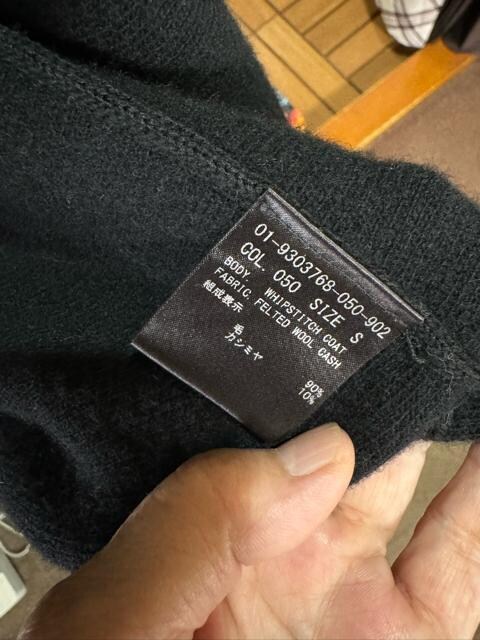 01-9303768-050-902
COL. 050 SIZE S
BODY WHIPSTITCH COAT
FABRIC FELTED WOOL CASH
組成表示
毛 90%
カシミヤ 10%